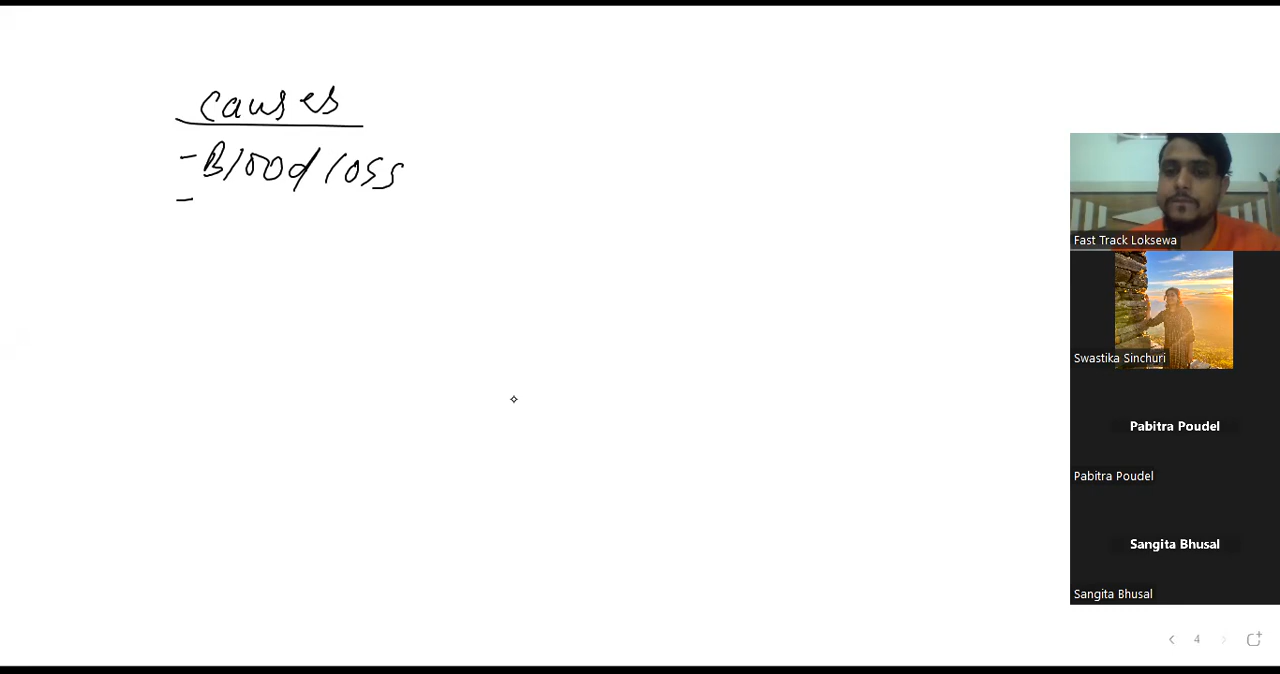 causes
- Blood loss
-
Fast Track Loksewa
Swastika Sinchuri
Pabitra Poudel
Pabitra Poudel
Sangita Bhusal
Sangita Bhusal
< 4 >